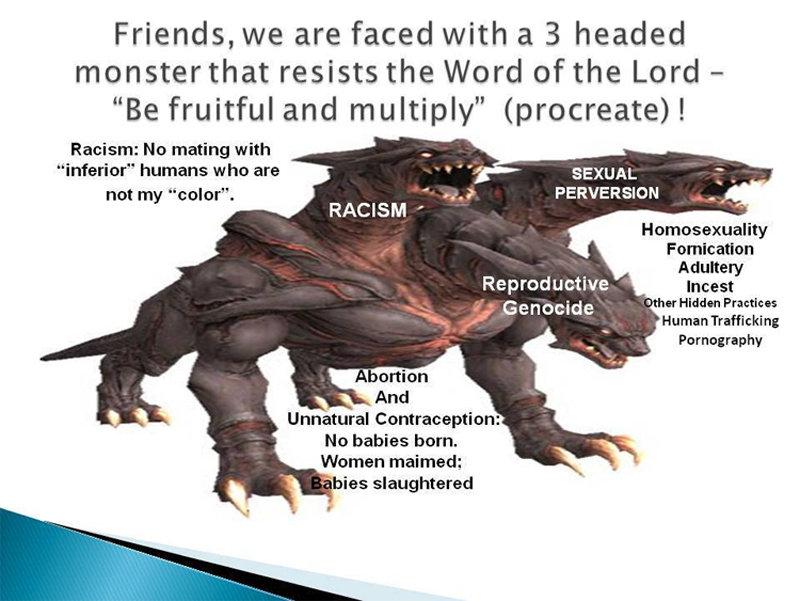 Friends, we are faced with a 3 headed
monster that resists the Word of the Lord –
“Be fruitful and multiply” (procreate) !
Racism: No mating with
“inferior” humans who are
not my “color”.
RACISM
SEXUAL
PERVERSION
Homosexuality
Fornication
Adultery
Incest
Other Hidden Practices
Human Trafficking
Pornography
Reproductive
Genocide
Abortion
And
Unnatural Contraception:
No babies born.
Women maimed;
Babies slaughtered